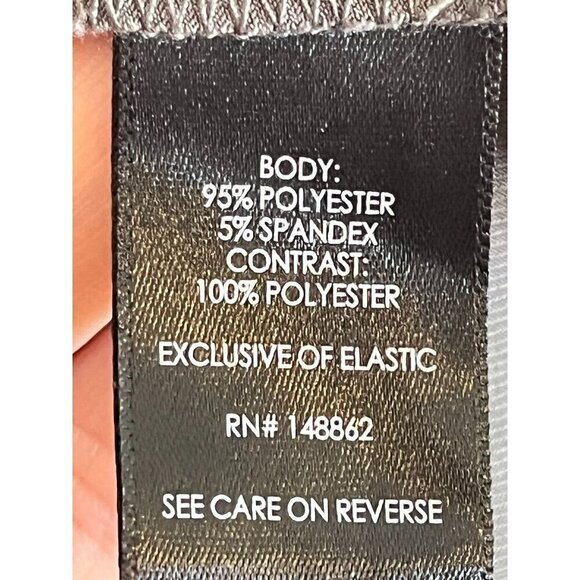 BODY:
95% POLYESTER
5% SPANDEX
CONTRAST:
100% POLYESTER
EXCLUSIVE OF ELASTIC
RN# 148862
SEE CARE ON REVERSE